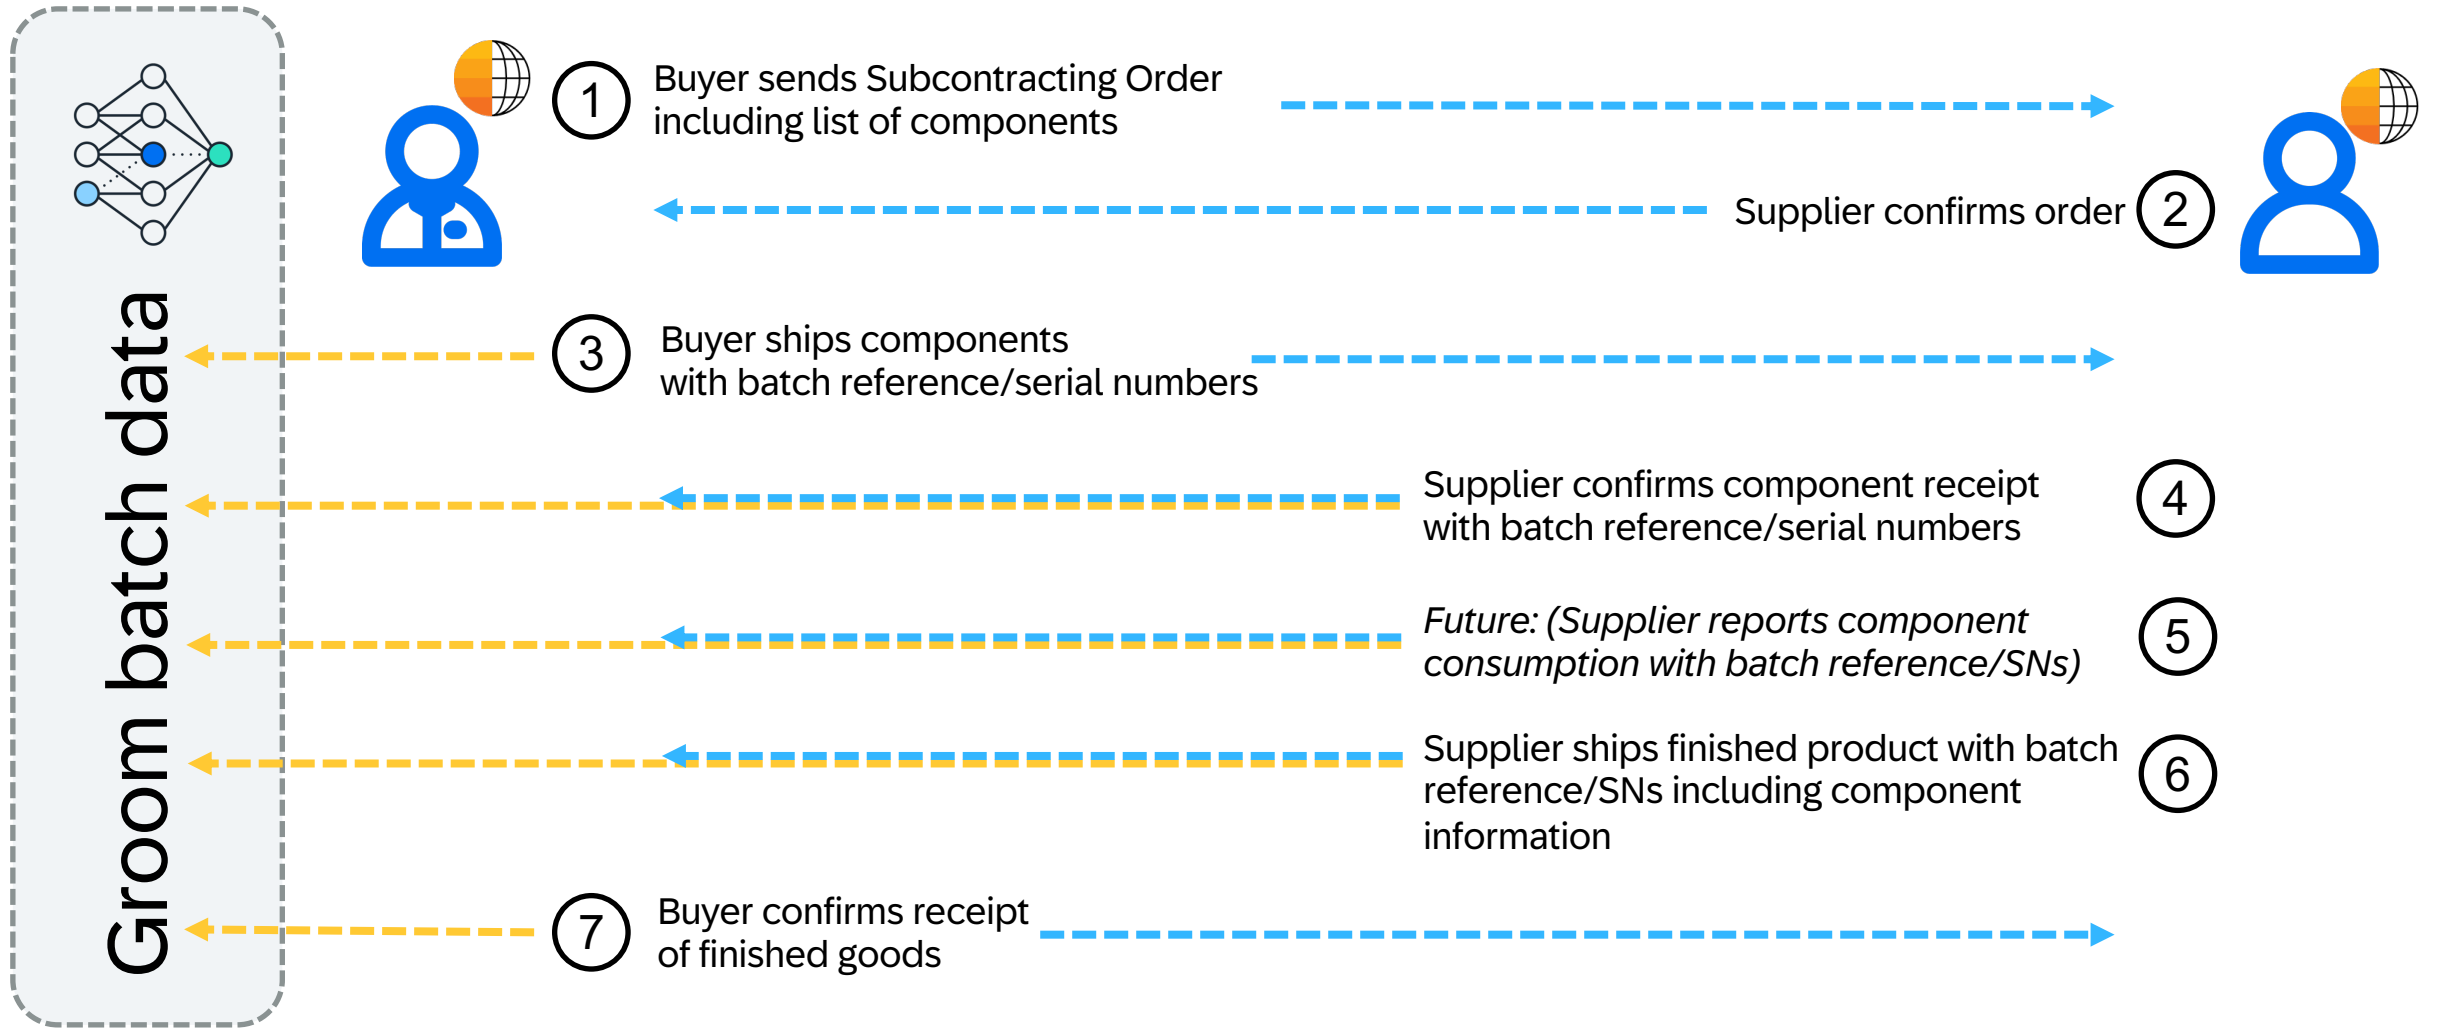 Groom batch data
1
Buyer sends Subcontracting Order
including list of components
Supplier confirms order
2
3
Buyer ships components
with batch reference/serial numbers
Supplier confirms component receipt
with batch reference/serial numbers
4
Future: (Supplier reports component
consumption with batch reference/SNs)
5
Supplier ships finished product with batch
reference/SNs including component
information
6
7
Buyer confirms receipt
of finished goods